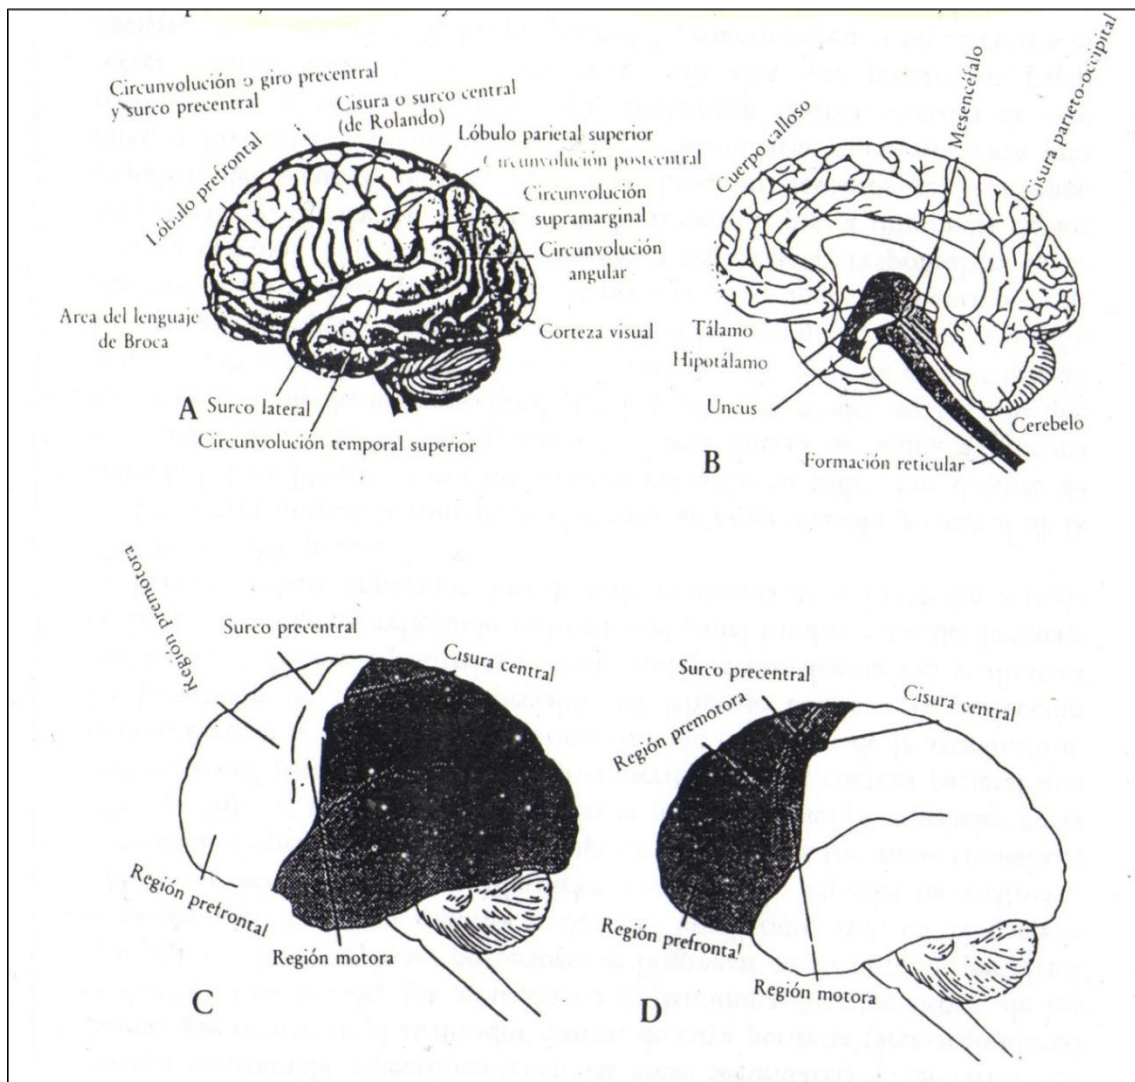 Circunvolución o giro precentral
y surco precentral
Cisura o surco central
(de Rolando)
Lóbulo parietal superior
Circunvolución postcentral
Lóbulo prefrontal
Circunvolución
supramarginal
Circunvolución
angular
Area del lenguaje
de Broca
Corteza visual
A
Surco lateral
Circunvolución temporal superior
Cuerpo calloso
Mesencéfalo
Cisura parieto-occipital
Tálamo
Hipotálamo
Uncus
Cerebelo
B
Formación reticular
Región premotora
Surco precentral
Cisura central
Región prefrontal
Región motora
C
Surco precentral
Región premotora
Cisura central
Región prefrontal
Región motora
D